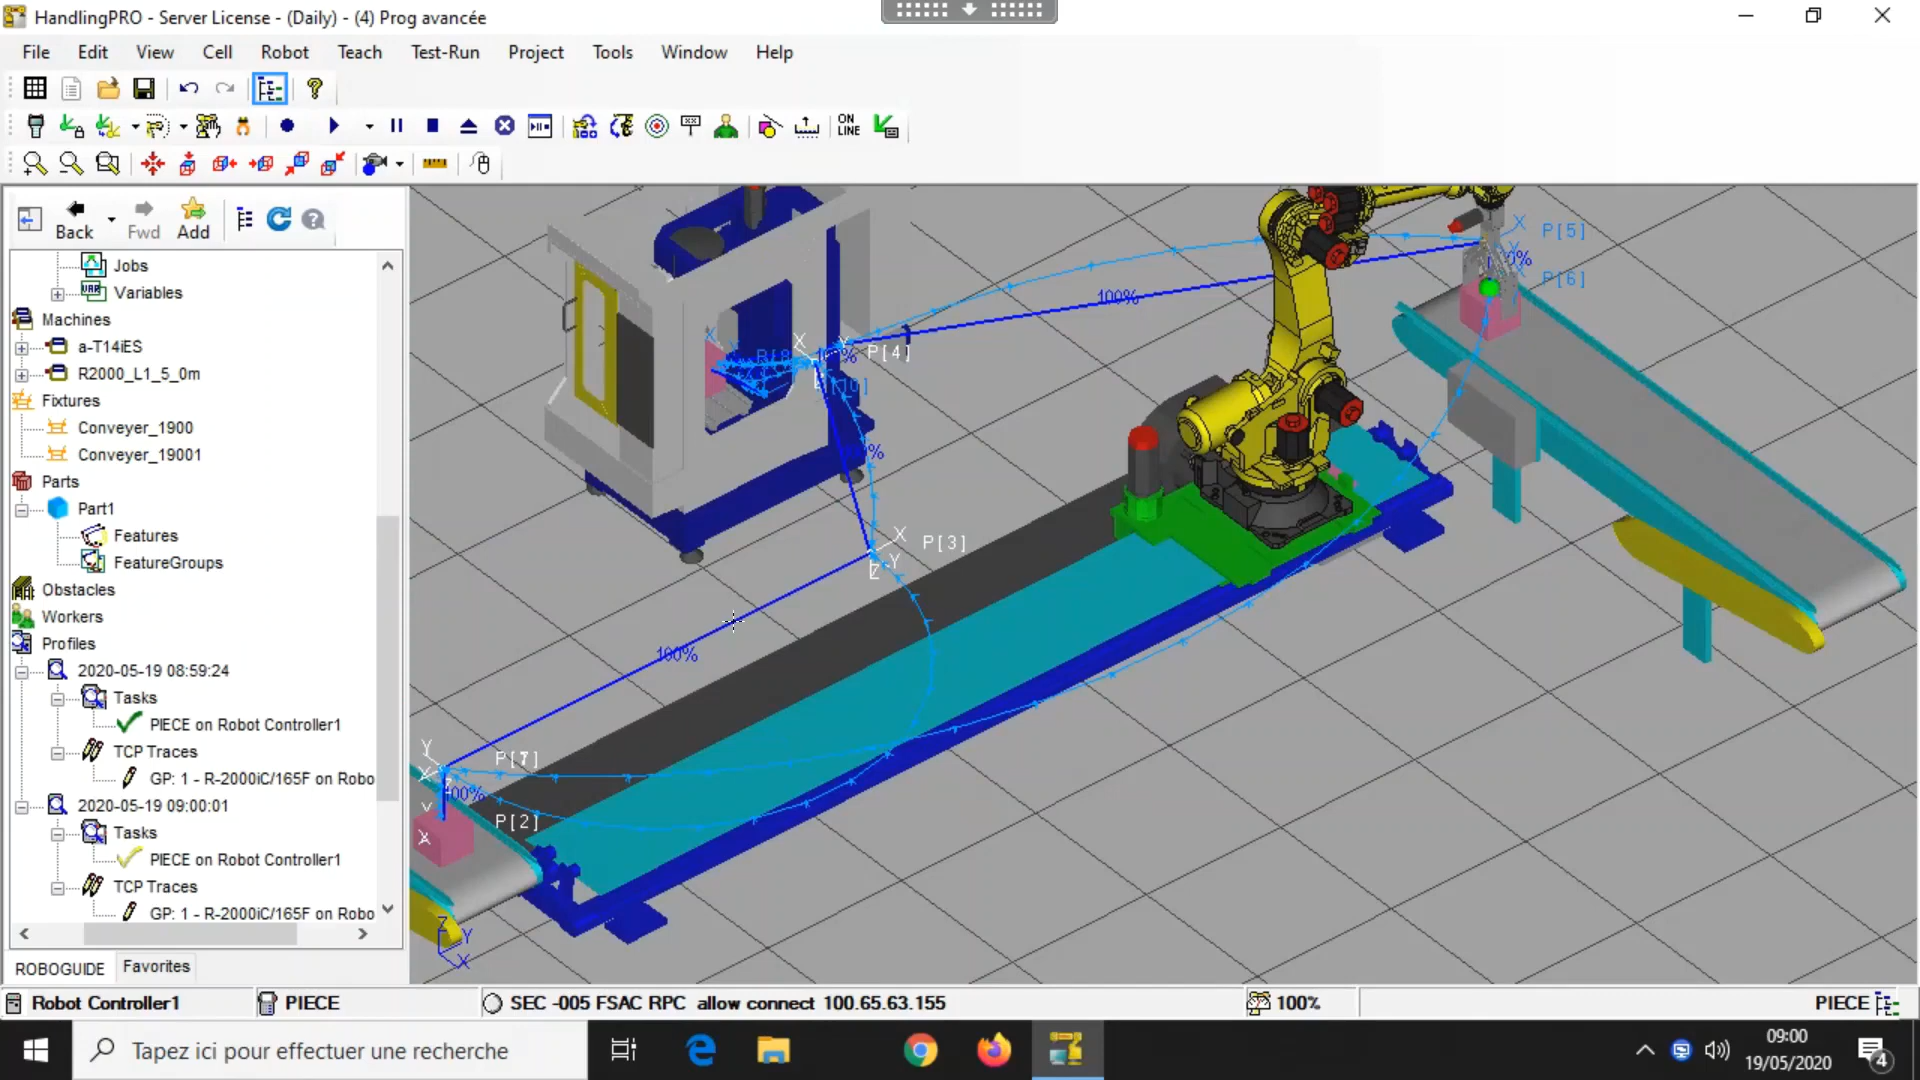 HandlingPRO - Server License - (Daily) - (4) Prog avancée
File Edit View Cell Robot Teach Test-Run Project Tools Window Help
ON
LINE
Back Fwd Add
Jobs
VAR Variables
Machines
a-T14iES
R2000_L1_5_0m
Fixtures
Conveyer_1900
Conveyer_19001
Parts
Part1
Features
FeatureGroups
Obstacles
Workers
Profiles
2020-05-19 08:59:24
Tasks
PIECE on Robot Controller1
TCP Traces
GP: 1 - R-2000iC/165F on Robo
2020-05-19 09:00:01
Tasks
PIECE on Robot Controller1
TCP Traces
GP: 1 - R-2000iC/165F on Robo
ROBOGUIDE Favorites
X P[5]
P[6]
100%
X P[4]
X P[3]
Y
Z
100%
Y
X P[7]
100%
Y
P[2]
X
Z
Y
X
Robot Controller1 PIECE SEC -005 FSAC RPC allow connect 100.65.63.155 100% PIECE
Tapez ici pour effectuer une recherche
09:00
19/05/2020
4